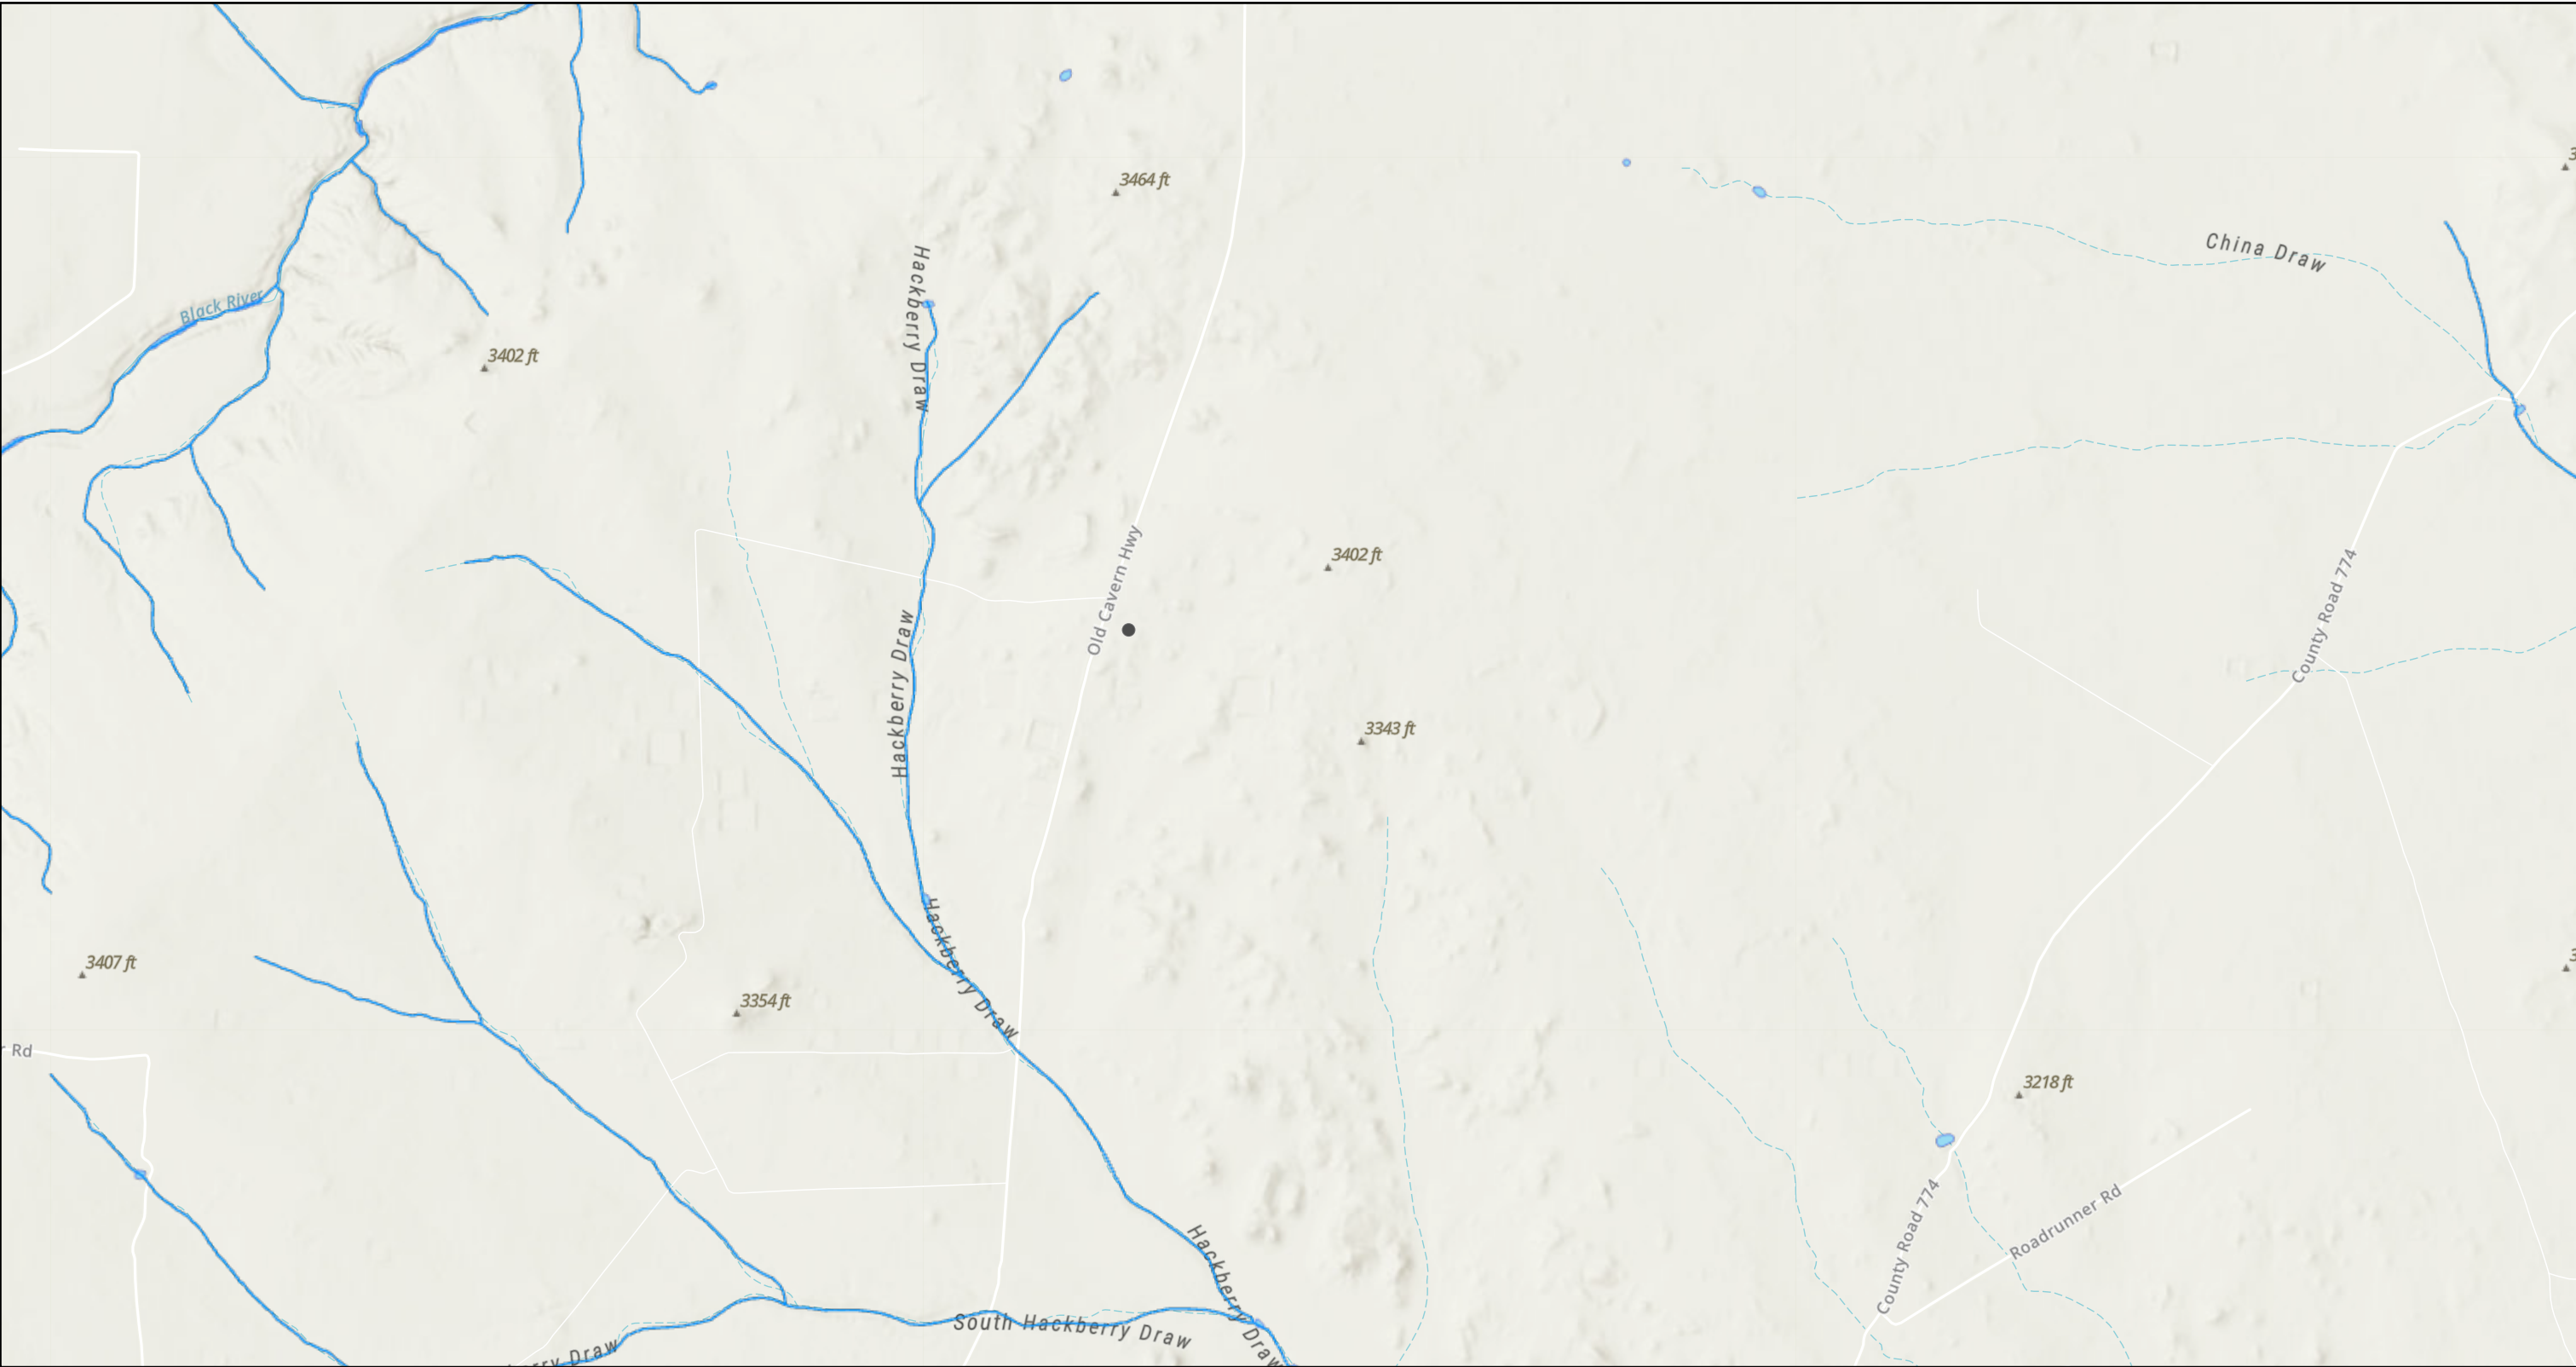 3464 ft
China Draw
Hackberry Draw
Black River
3402 ft
Old Cavern Hwy
3402 ft
County Road 774
Hackberry Draw
3343 ft
Hackberry Draw
3407 ft
3354 ft
Rd
3218 ft
County Road 774
Roadrunner Rd
Hackberry Draw
South Hackberry Draw
Draw